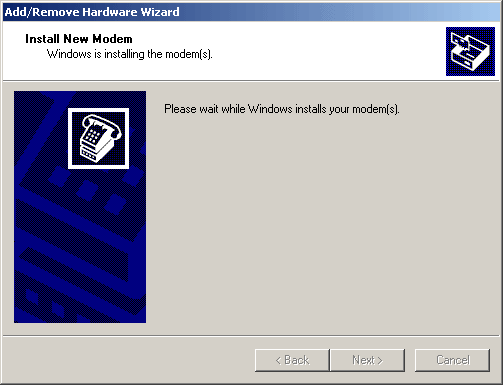 Add/Remove Hardware Wizard
Install New Modem
Windows is installing the modem(s).
Please wait while Windows installs your modem(s).
< Back
Next >
Cancel